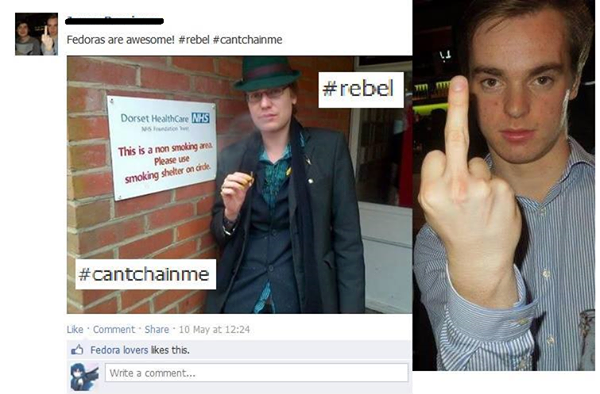 Fedoras are awesome! #rebel #cantchainme
#rebel
Dorset HealthCare NHS
NHS Foundation Trust
This is a non smoking area.
Please use
smoking shelter on circle.
#cantchainme
Like · Comment · Share · 10 May at 12:24
Fedora lovers likes this.
Write a comment...